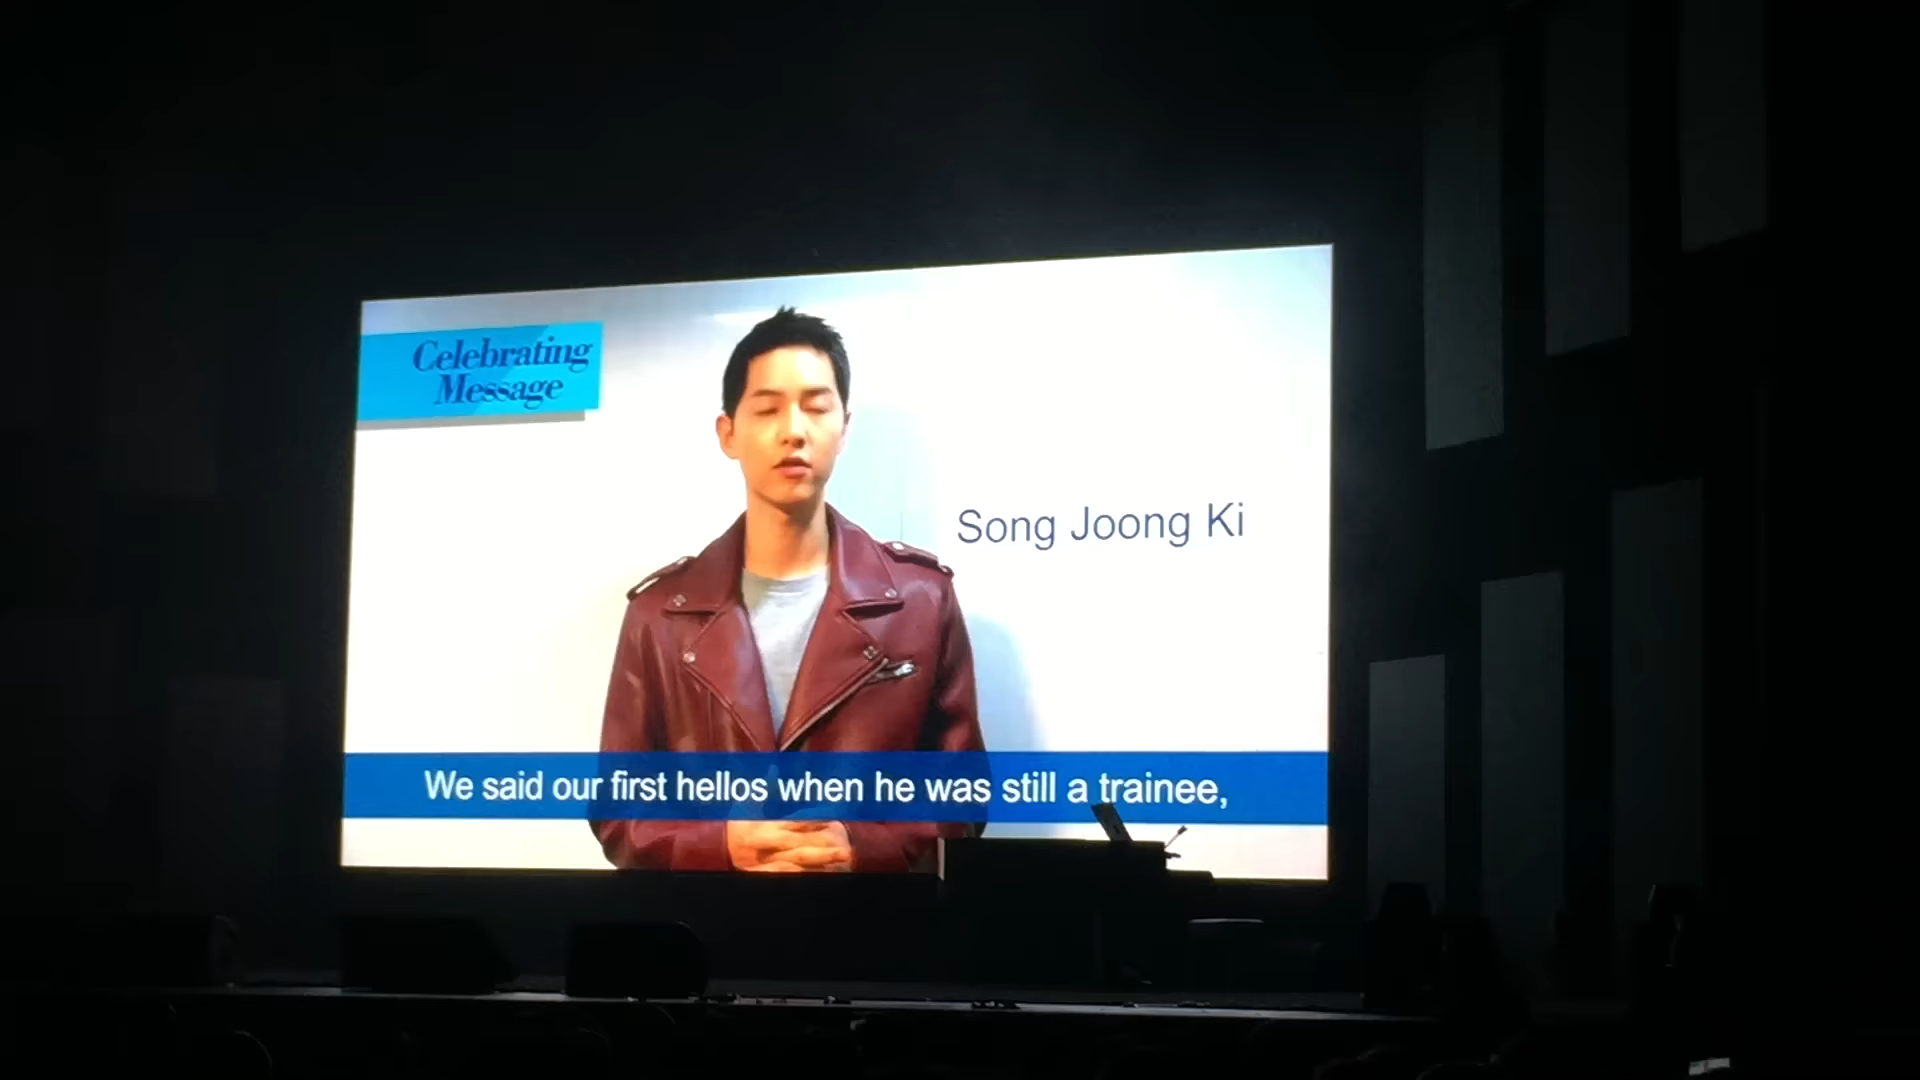 Celebrating
Message
Song Joong Ki
We said our first hellos when he was still a trainee,